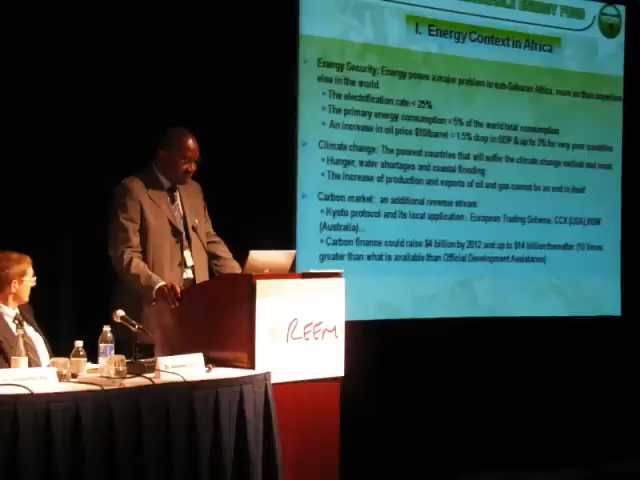 ENERGY FUND
I. Energy Context in Africa
Energy Security: Energy poses a major problem in sub-Saharan Africa, more so than anywhere
else in the world.
• The electrification rate < 25%
• The primary energy consumption <5% of the world total consumption
• An increase in oil price $10/barrel = 1.5% drop in GDP & up to 3% for very poor countries
Climate change: The poorest countries that will suffer the climate change earliest and most
• Hunger, water shortages and coastal flooding
• The increase of production and exports of oil and gas cannot be an end in itself
Carbon market: an additional revenue stream
• Kyoto protocol and its local application : European Trading Scheme, CCX (USA), NSW
(Australia)...
• Carbon finance could raise $4 billion by 2012 and up to $14 billion thereafter (10 times
greater than what is available than Official Development Assistance)
REEM